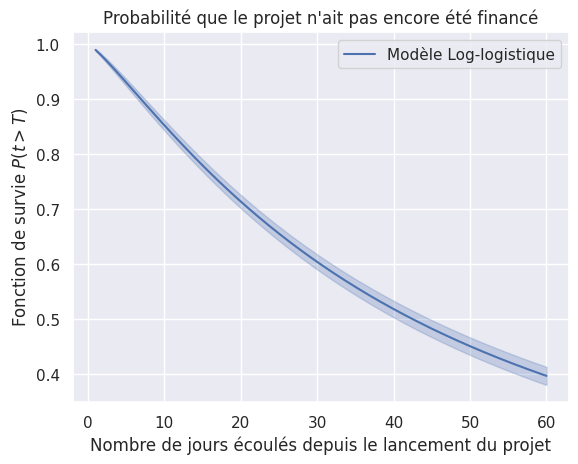 Probabilité que le projet n'ait pas encore été financé
Modèle Log-logistique
Fonction de survie P(t > T)
1.0
0.9
0.8
0.7
0.6
0.5
0.4
0 10 20 30 40 50 60
Nombre de jours écoulés depuis le lancement du projet